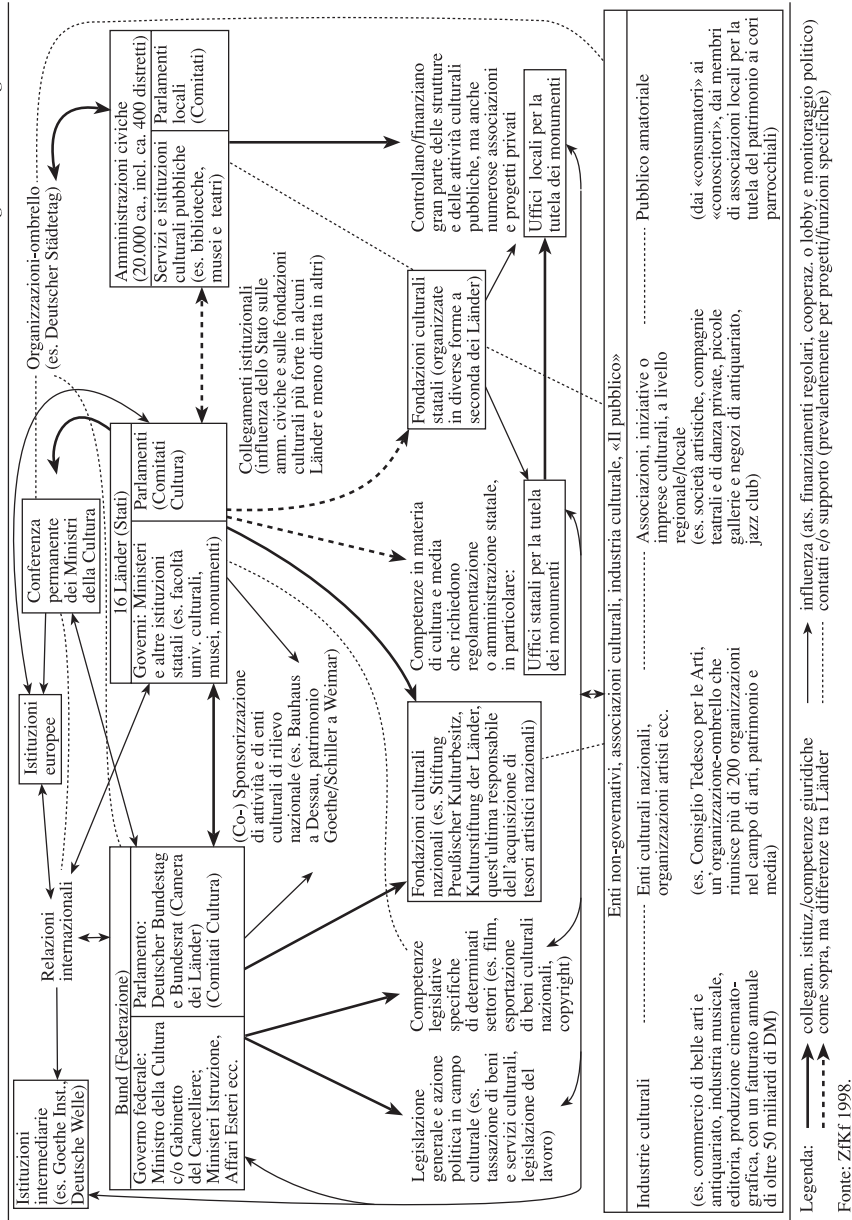 Istituzioni
intermediarie
(es. Goethe Inst.,
Deutsche Welle)
Relazioni
internazionali
Istituzioni
europee
Conferenza
permanente
dei Ministri
della Cultura
Organizzazioni-ombrello
(es. Deutscher Städtetag)
Bund (Federazione)
Governo federale:
Ministro della Cultura
c/o Gabinetto
del Cancelliere;
Ministeri Istruzione,
Affari Esteri ecc.
Parlamento:
Deutscher Bundestag
e Bundesrat (Camera
dei Länder)
(Comitati Cultura)
16 Länder (Stati)
Governi: Ministeri
e altre istituzioni
statali (es. facoltà
univ. culturali,
musei, monumenti)
Parlamenti
(Comitati
Cultura)
Amministrazioni civiche
(20.000 ca., incl. ca. 400 distretti)
Servizi e istituzioni
culturali pubbliche
(es. biblioteche,
musei e teatri)
Parlamenti
locali
(Comitati)
(Co-) Sponsorizzazione
di attività e di enti
culturali di rilievo
nazionale (es. Bauhaus
a Dessau, patrimonio
Goethe/Schiller a Weimar)
Collegamenti istituzionali
(influenza dello Stato sulle
amm. civiche e sulle fondazioni
culturali più forte in alcuni
Länder e meno diretta in altri)
Legislazione
generale e azione
politica in campo
culturale (es.
tassazione di beni
e servizi culturali,
legislazione del
lavoro)
Competenze
legislative
specifiche
di determinati
settori (es. film,
esportazione
di beni culturali
nazionali,
copyright)
Fondazioni culturali
nazionali (es. Stiftung
Preußischer Kulturbesitz,
Kulturstiftung der Länder,
quest'ultima responsabile
dell'acquisizione di
tesori artistici nazionali)
Competenze in materia
di cultura e media
che richiedono
regolamentazione
o amministrazione statale,
in particolare:
Uffici statali per la tutela
dei monumenti
Fondazioni culturali
statali (organizzate
in diverse forme a
seconda dei Länder)
Controllano/finanziano
gran parte delle strutture
e delle attività culturali
pubbliche, ma anche
numerose associazioni
e progetti privati
Uffici locali per la
tutela dei monumenti
Enti non-governativi, associazioni culturali, industria culturale, «Il pubblico»
Industrie culturali
(es. commercio di belle arti e
antiquariato, industria musicale,
editoria, produzione cinemato-
grafica, con un fatturato annuale
di oltre 50 miliardi di DM)
Enti culturali nazionali,
organizzazioni artisti ecc.
(es. Consiglio Tedesco per le Arti,
un'organizzazione-ombrello che
riunisce più di 200 organizzazioni
nel campo di arti, patrimonio e
media)
Associazioni, iniziative o
imprese culturali, a livello
regionale/locale
(es. società artistiche, compagnie
teatrali e di danza private, piccole
gallerie e negozi di antiquariato,
jazz club)
Pubblico amatoriale
(dai «consumatori» ai
«conoscitori», dai membri
di associazioni locali per la
tutela del patrimonio ai cori
parrocchiali)
Legenda:
collegam. istituz./competenze giuridiche
come sopra, ma differenze tra i Länder
influenza (ats. finanziamenti regolari, cooperaz. o lobby e monitoraggio politico)
contatti e/o supporto (prevalentemente per progetti/funzioni specifiche)
Fonte: ZfKf 1998.